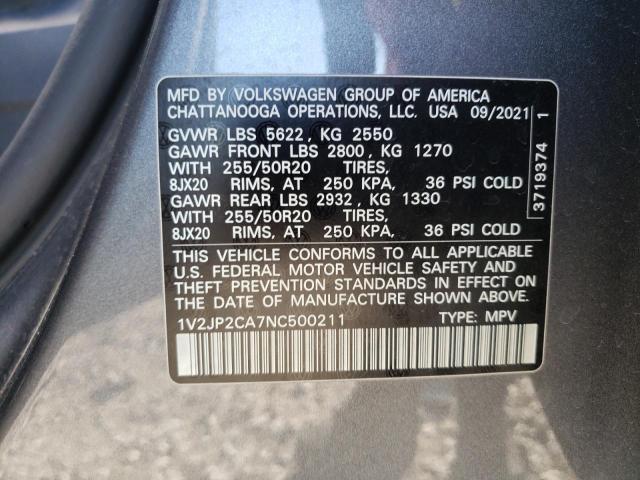 MFD BY VOLKSWAGEN GROUP OF AMERICA
CHATTANOOGA OPERATIONS, LLC. USA 09/2021
GVWR LBS 5622, KG 2550
GAWR FRONT LBS 2800, KG 1270
WITH 255/50R20 TIRES,
8JX20 RIMS, AT 250 KPA, 36 PSI COLD
GAWR REAR LBS 2932, KG 1330
WITH 255/50R20 TIRES,
8JX20 RIMS, AT 250 KPA, 36 PSI COLD
THIS VEHICLE CONFORMS TO ALL APPLICABLE
U.S. FEDERAL MOTOR VEHICLE SAFETY AND
THEFT PREVENTION STANDARDS IN EFFECT ON
THE DATE OF MANUFACTURE SHOWN ABOVE.
1V2JP2CA7NC500211 TYPE: MPV
3719374 1